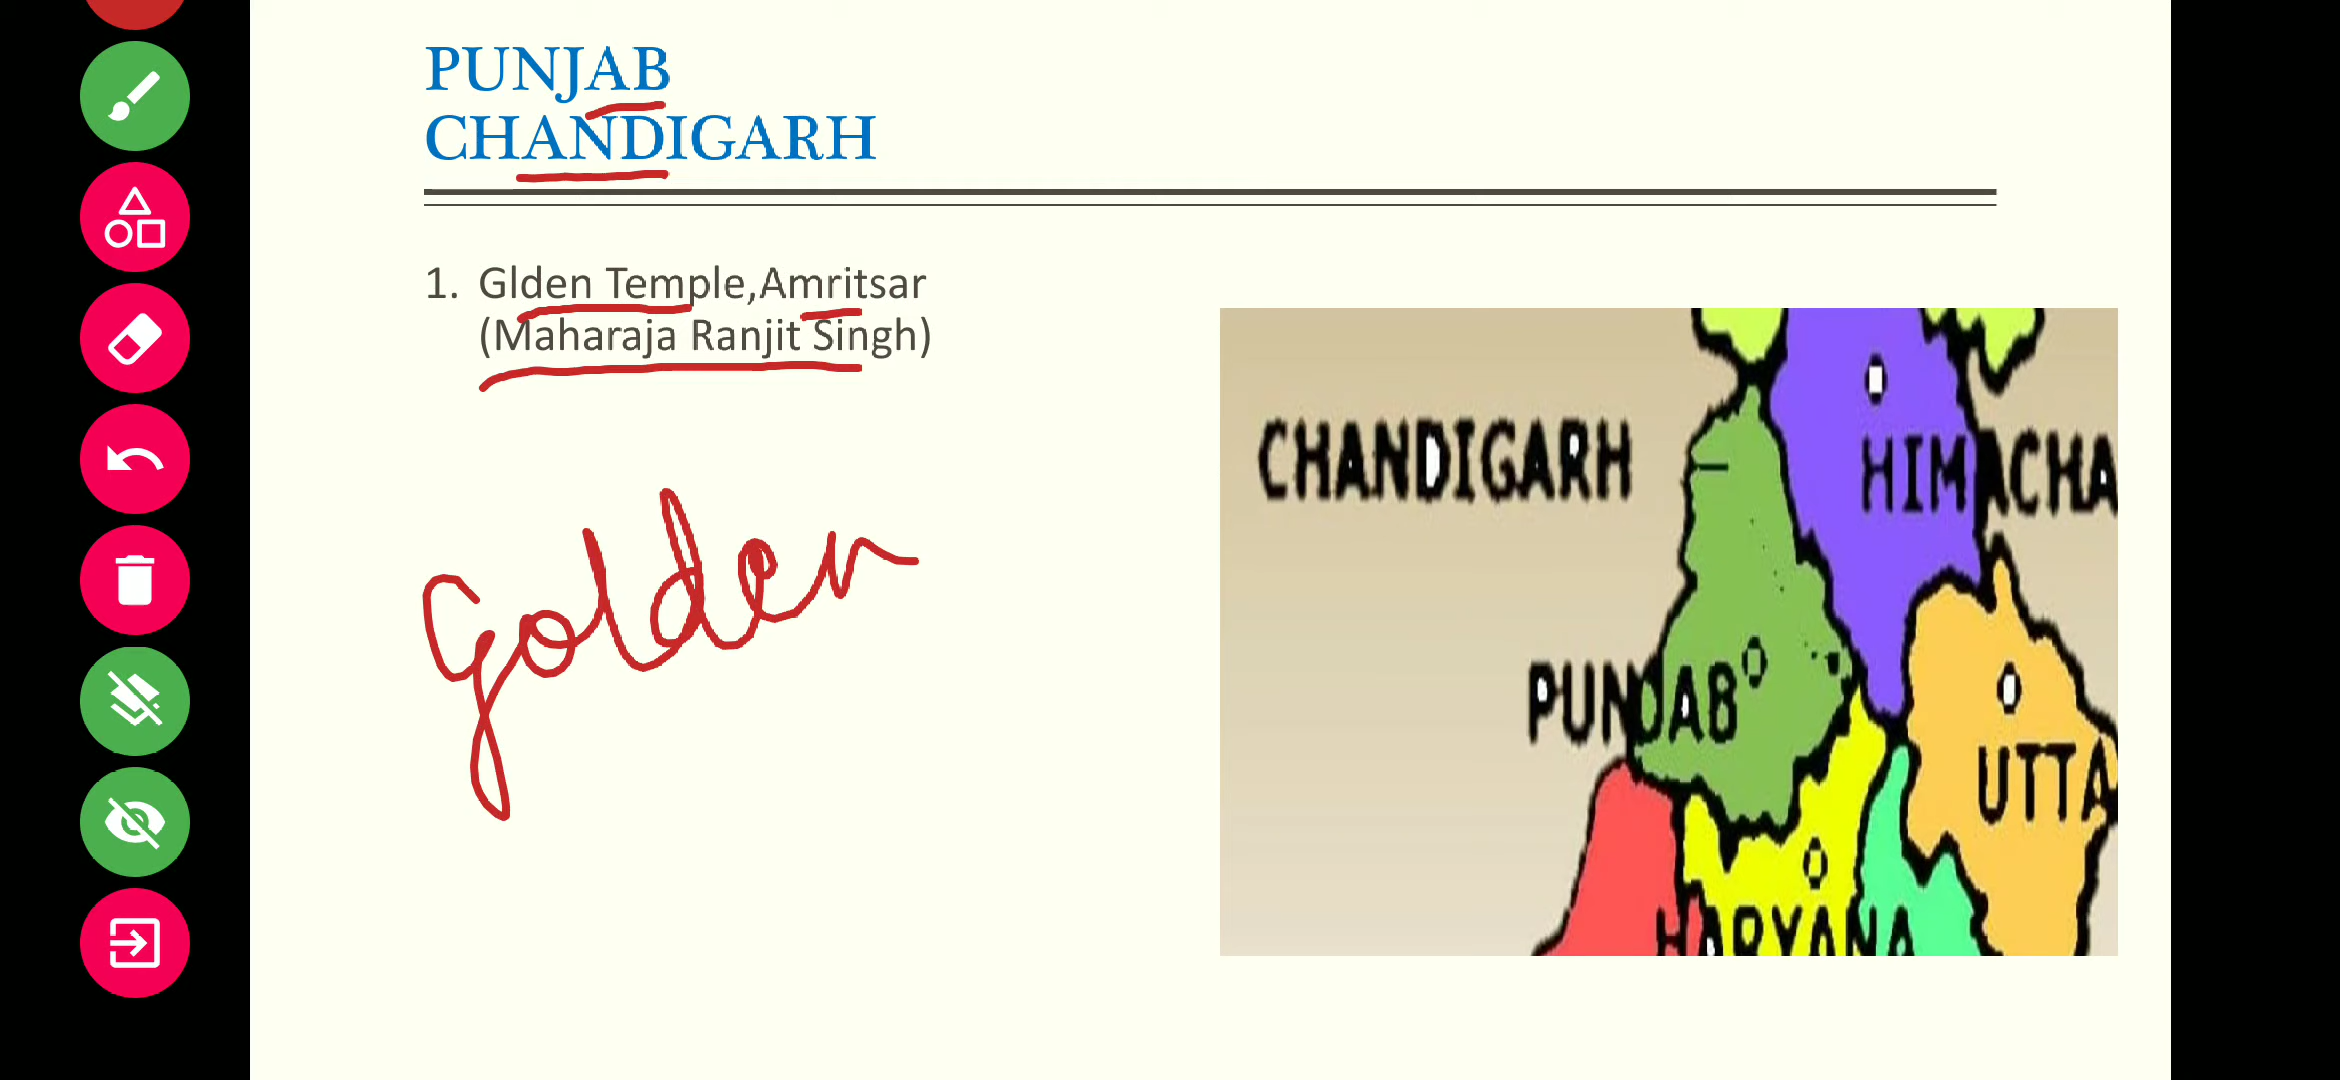 PUNJAB
CHANDIGARH
1. Glden Temple,Amritsar
(Maharaja Ranjit Singh)
Golden
CHANDIGARH
HIMACHA
PUNJAB
UTTA
HARYANA